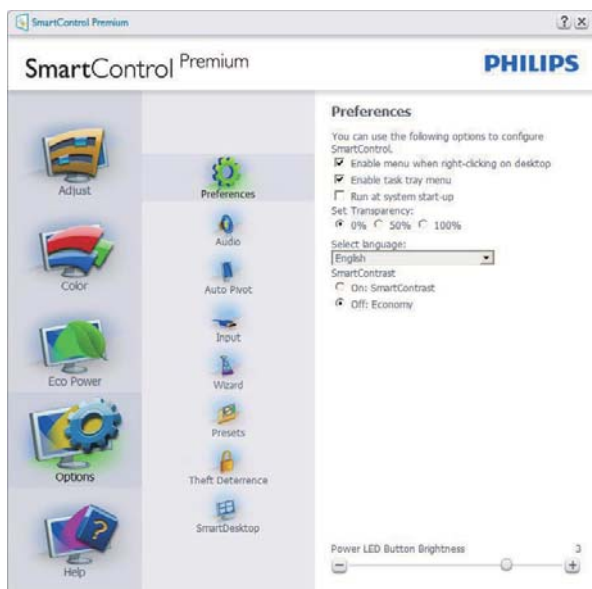 SmartControl Premium
SmartControl Premium
PHILIPS
Adjust
Color
Eco Power
Options
Help
Preferences
Audio
Auto Pivot
Input
Wizard
Presets
Theft Deterrence
SmartDesktop
Preferences
You can use the following options to configure
SmartControl.
Enable menu when right-clicking on desktop
Enable task tray menu
Run at system start-up
Set Transparency:
0% 50% 100%
Select language:
English
SmartContrast
On: SmartContrast
Off: Economy
Power LED Button Brightness 3